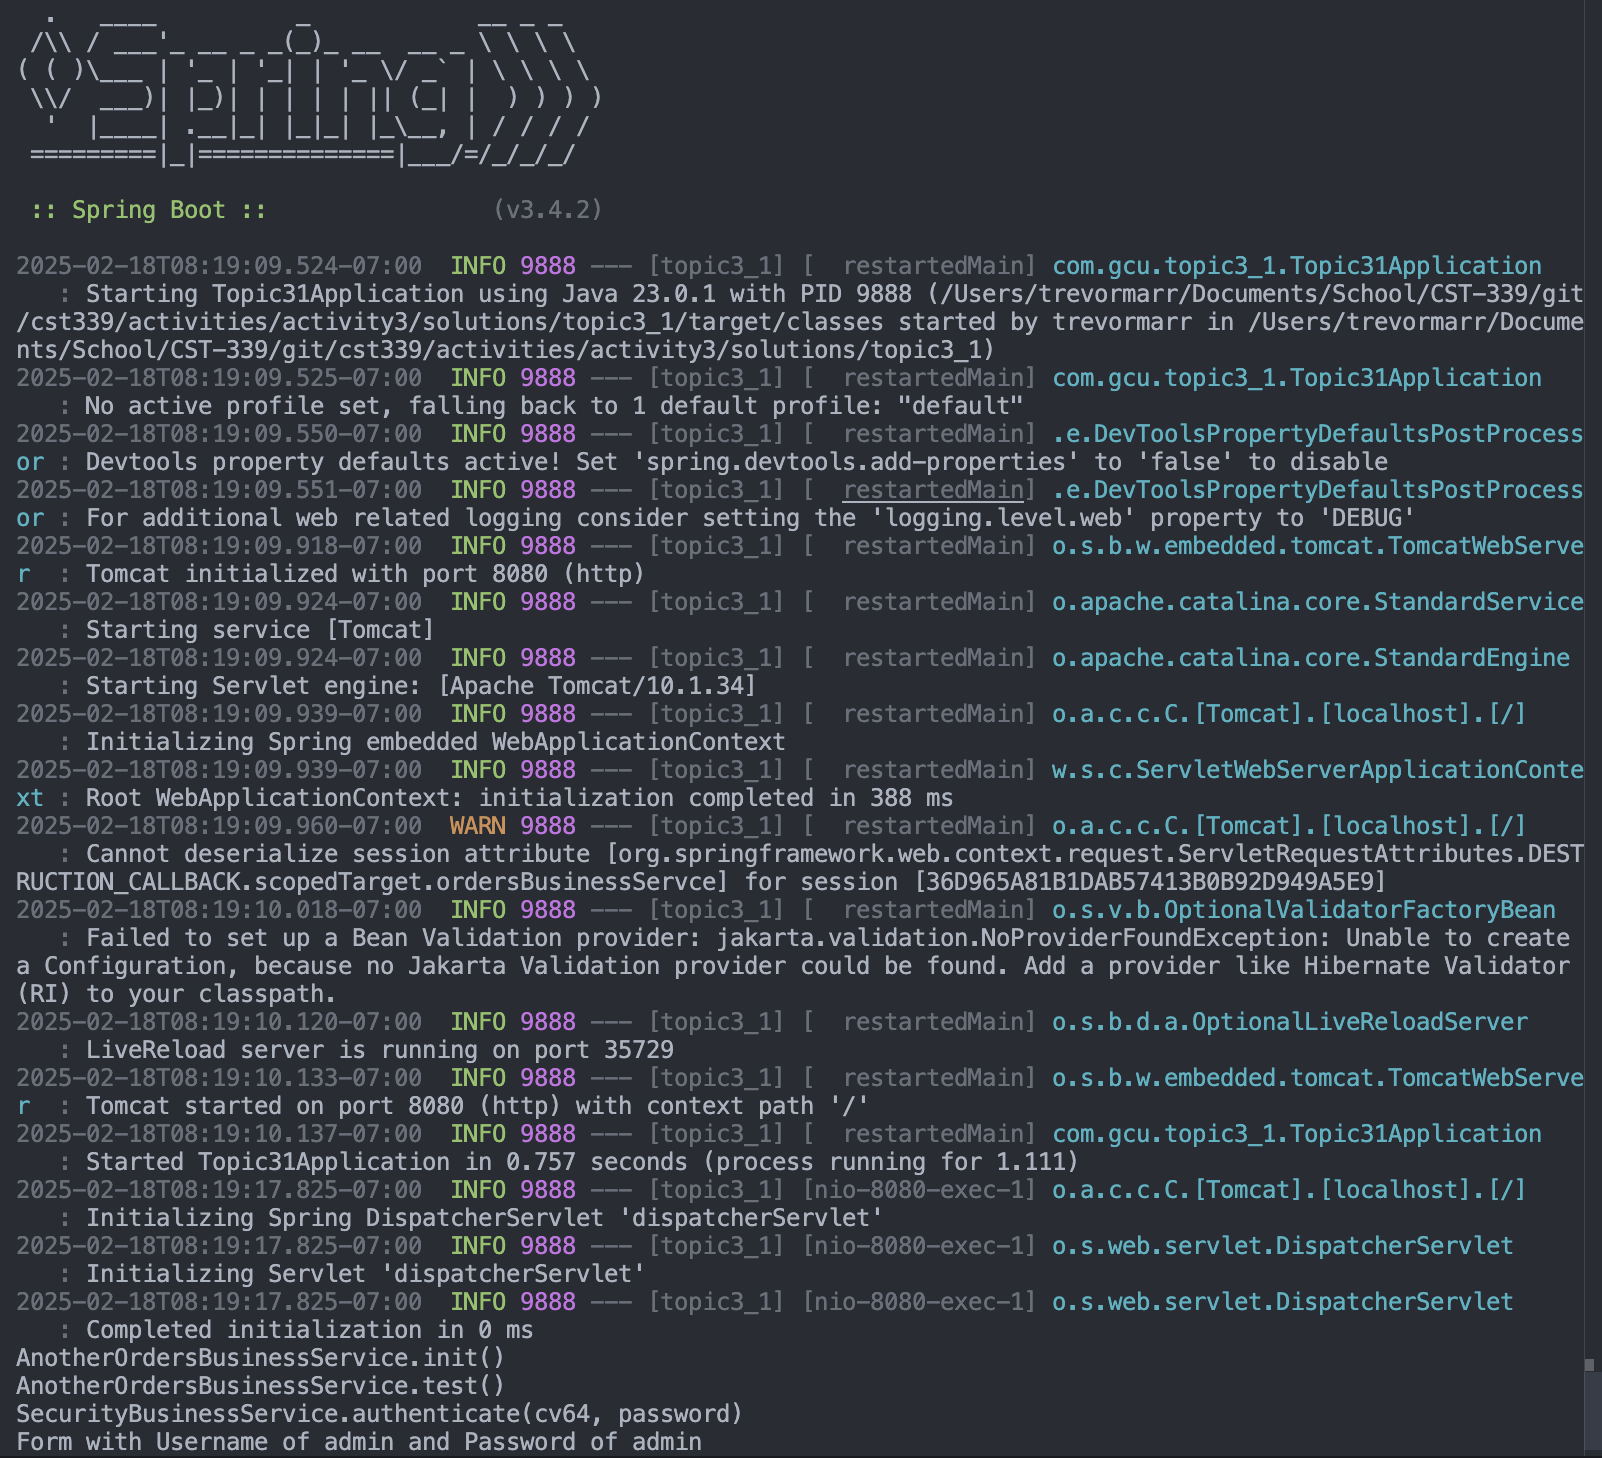 .   ____          _            __ _ _
 /\\ / ___'_ __ _ _(_)_ __  __ _ \ \ \ \
( ( )\___ | '_ | '_| | '_ \/ _` | \ \ \ \
 \\/  ___)| |_)| | | | | || (_| |  ) ) ) )
  '  |____| .__|_| |_|_| |_\__, | / / / /
 =========|_|==============|___/=/_/_/_/
 :: Spring Boot ::                (v3.4.2)
2025-02-18T08:19:09.524-07:00  INFO 9888 --- [topic3_1] [  restartedMain] com.gcu.topic3_1.Topic31Application
   : Starting Topic31Application using Java 23.0.1 with PID 9888 (/Users/trevormarr/Documents/School/CST-339/git
/cst339/activities/activity3/solutions/topic3_1/target/classes started by trevormarr in /Users/trevormarr/Docume
nts/School/CST-339/git/cst339/activities/activity3/solutions/topic3_1)
2025-02-18T08:19:09.525-07:00  INFO 9888 --- [topic3_1] [  restartedMain] com.gcu.topic3_1.Topic31Application
   : No active profile set, falling back to 1 default profile: "default"
2025-02-18T08:19:09.550-07:00  INFO 9888 --- [topic3_1] [  restartedMain] .e.DevToolsPropertyDefaultsPostProcess
or : Devtools property defaults active! Set 'spring.devtools.add-properties' to 'false' to disable
2025-02-18T08:19:09.551-07:00  INFO 9888 --- [topic3_1] [  restartedMain] .e.DevToolsPropertyDefaultsPostProcess
or : For additional web related logging consider setting the 'logging.level.web' property to 'DEBUG'
2025-02-18T08:19:09.918-07:00  INFO 9888 --- [topic3_1] [  restartedMain] o.s.b.w.embedded.tomcat.TomcatWebServe
r  : Tomcat initialized with port 8080 (http)
2025-02-18T08:19:09.924-07:00  INFO 9888 --- [topic3_1] [  restartedMain] o.apache.catalina.core.StandardService
   : Starting service [Tomcat]
2025-02-18T08:19:09.924-07:00  INFO 9888 --- [topic3_1] [  restartedMain] o.apache.catalina.core.StandardEngine
   : Starting Servlet engine: [Apache Tomcat/10.1.34]
2025-02-18T08:19:09.939-07:00  INFO 9888 --- [topic3_1] [  restartedMain] o.a.c.c.C.[Tomcat].[localhost].[/]
   : Initializing Spring embedded WebApplicationContext
2025-02-18T08:19:09.939-07:00  INFO 9888 --- [topic3_1] [  restartedMain] w.s.c.ServletWebServerApplicationConte
xt : Root WebApplicationContext: initialization completed in 388 ms
2025-02-18T08:19:09.960-07:00  WARN 9888 --- [topic3_1] [  restartedMain] o.a.c.c.C.[Tomcat].[localhost].[/]
   : Cannot deserialize session attribute [org.springframework.web.context.request.ServletRequestAttributes.DEST
RUCTION_CALLBACK.scopedTarget.ordersBusinessServce] for session [36D965A81B1DAB57413B0B92D949A5E9]
2025-02-18T08:19:10.018-07:00  INFO 9888 --- [topic3_1] [  restartedMain] o.s.v.b.OptionalValidatorFactoryBean
   : Failed to set up a Bean Validation provider: jakarta.validation.NoProviderFoundException: Unable to create
a Configuration, because no Jakarta Validation provider could be found. Add a provider like Hibernate Validator
(RI) to your classpath.
2025-02-18T08:19:10.120-07:00  INFO 9888 --- [topic3_1] [  restartedMain] o.s.b.d.a.OptionalLiveReloadServer
   : LiveReload server is running on port 35729
2025-02-18T08:19:10.133-07:00  INFO 9888 --- [topic3_1] [  restartedMain] o.s.b.w.embedded.tomcat.TomcatWebServe
r  : Tomcat started on port 8080 (http) with context path '/'
2025-02-18T08:19:10.137-07:00  INFO 9888 --- [topic3_1] [  restartedMain] com.gcu.topic3_1.Topic31Application
   : Started Topic31Application in 0.757 seconds (process running for 1.111)
2025-02-18T08:19:17.825-07:00  INFO 9888 --- [topic3_1] [nio-8080-exec-1] o.a.c.c.C.[Tomcat].[localhost].[/]
   : Initializing Spring DispatcherServlet 'dispatcherServlet'
2025-02-18T08:19:17.825-07:00  INFO 9888 --- [topic3_1] [nio-8080-exec-1] o.s.web.servlet.DispatcherServlet
   : Initializing Servlet 'dispatcherServlet'
2025-02-18T08:19:17.825-07:00  INFO 9888 --- [topic3_1] [nio-8080-exec-1] o.s.web.servlet.DispatcherServlet
   : Completed initialization in 0 ms
AnotherOrdersBusinessService.init()
AnotherOrdersBusinessService.test()
SecurityBusinessService.authenticate(cv64, password)
Form with Username of admin and Password of admin